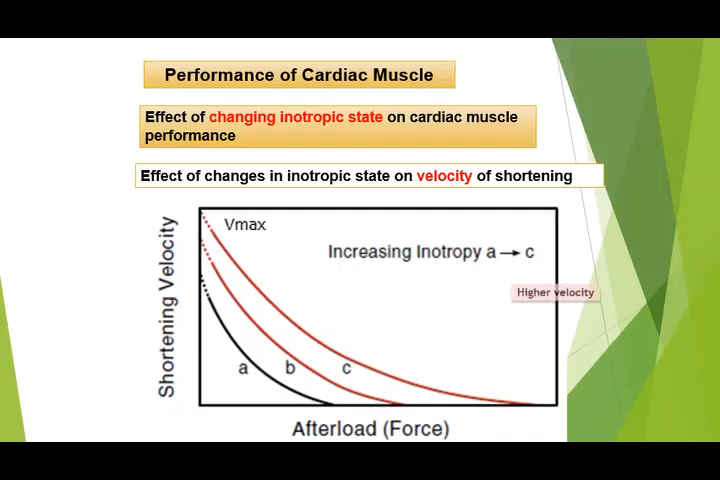 Performance of Cardiac Muscle
Effect of changing inotropic state on cardiac muscle
performance
Effect of changes in inotropic state on velocity of shortening
Vmax
Increasing Inotropy a → c
Higher velocity
Shortening Velocity
a b c
Afterload (Force)